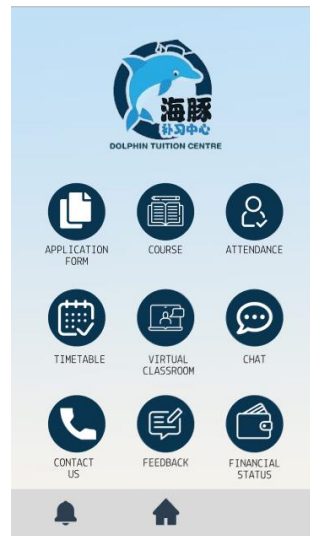 海豚
补习中心
DOLPHIN TUITION CENTRE
APPLICATION
FORM
COURSE
ATTENDANCE
TIMETABLE
VIRTUAL
CLASSROOM
CHAT
CONTACT
US
FEEDBACK
FINANCIAL
STATUS